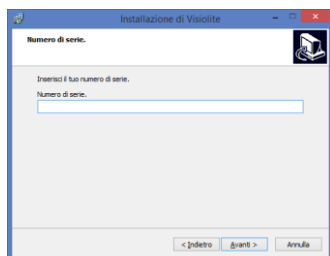 Installazione di Visiolite
Numero di serie.
Inserisci il tuo numero di serie.
Numero di serie.
< Indietro
Avanti >
Annulla